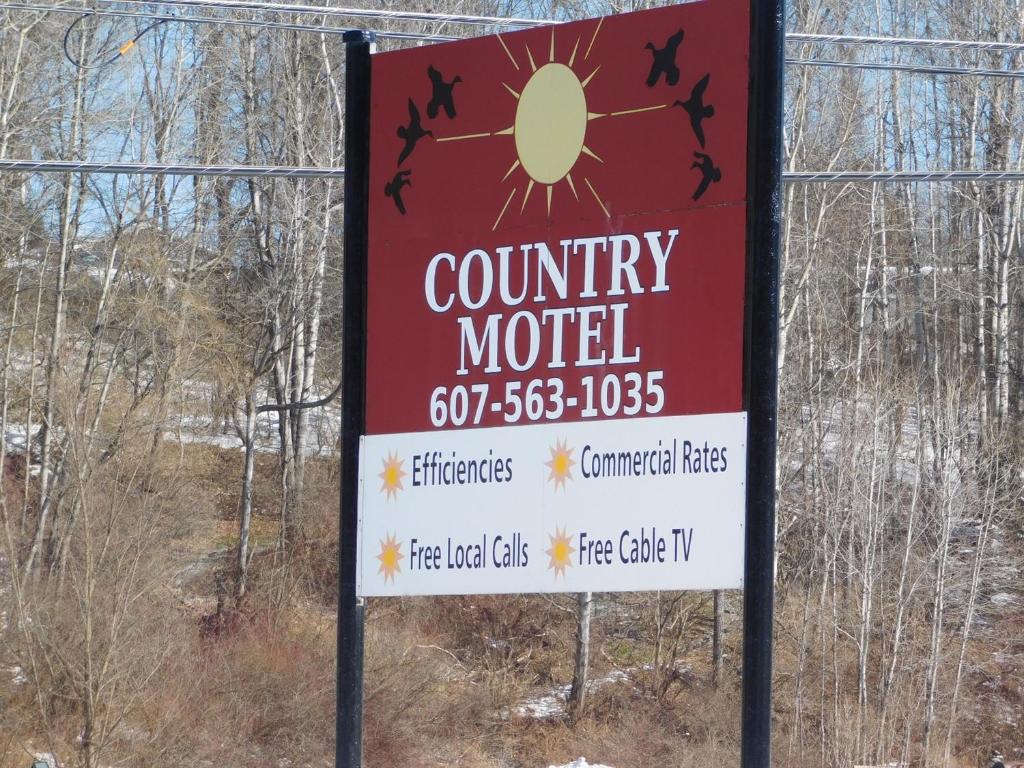 COUNTRY
MOTEL
607-563-1035
Efficiencies
Commercial Rates
Free Local Calls
Free Cable TV